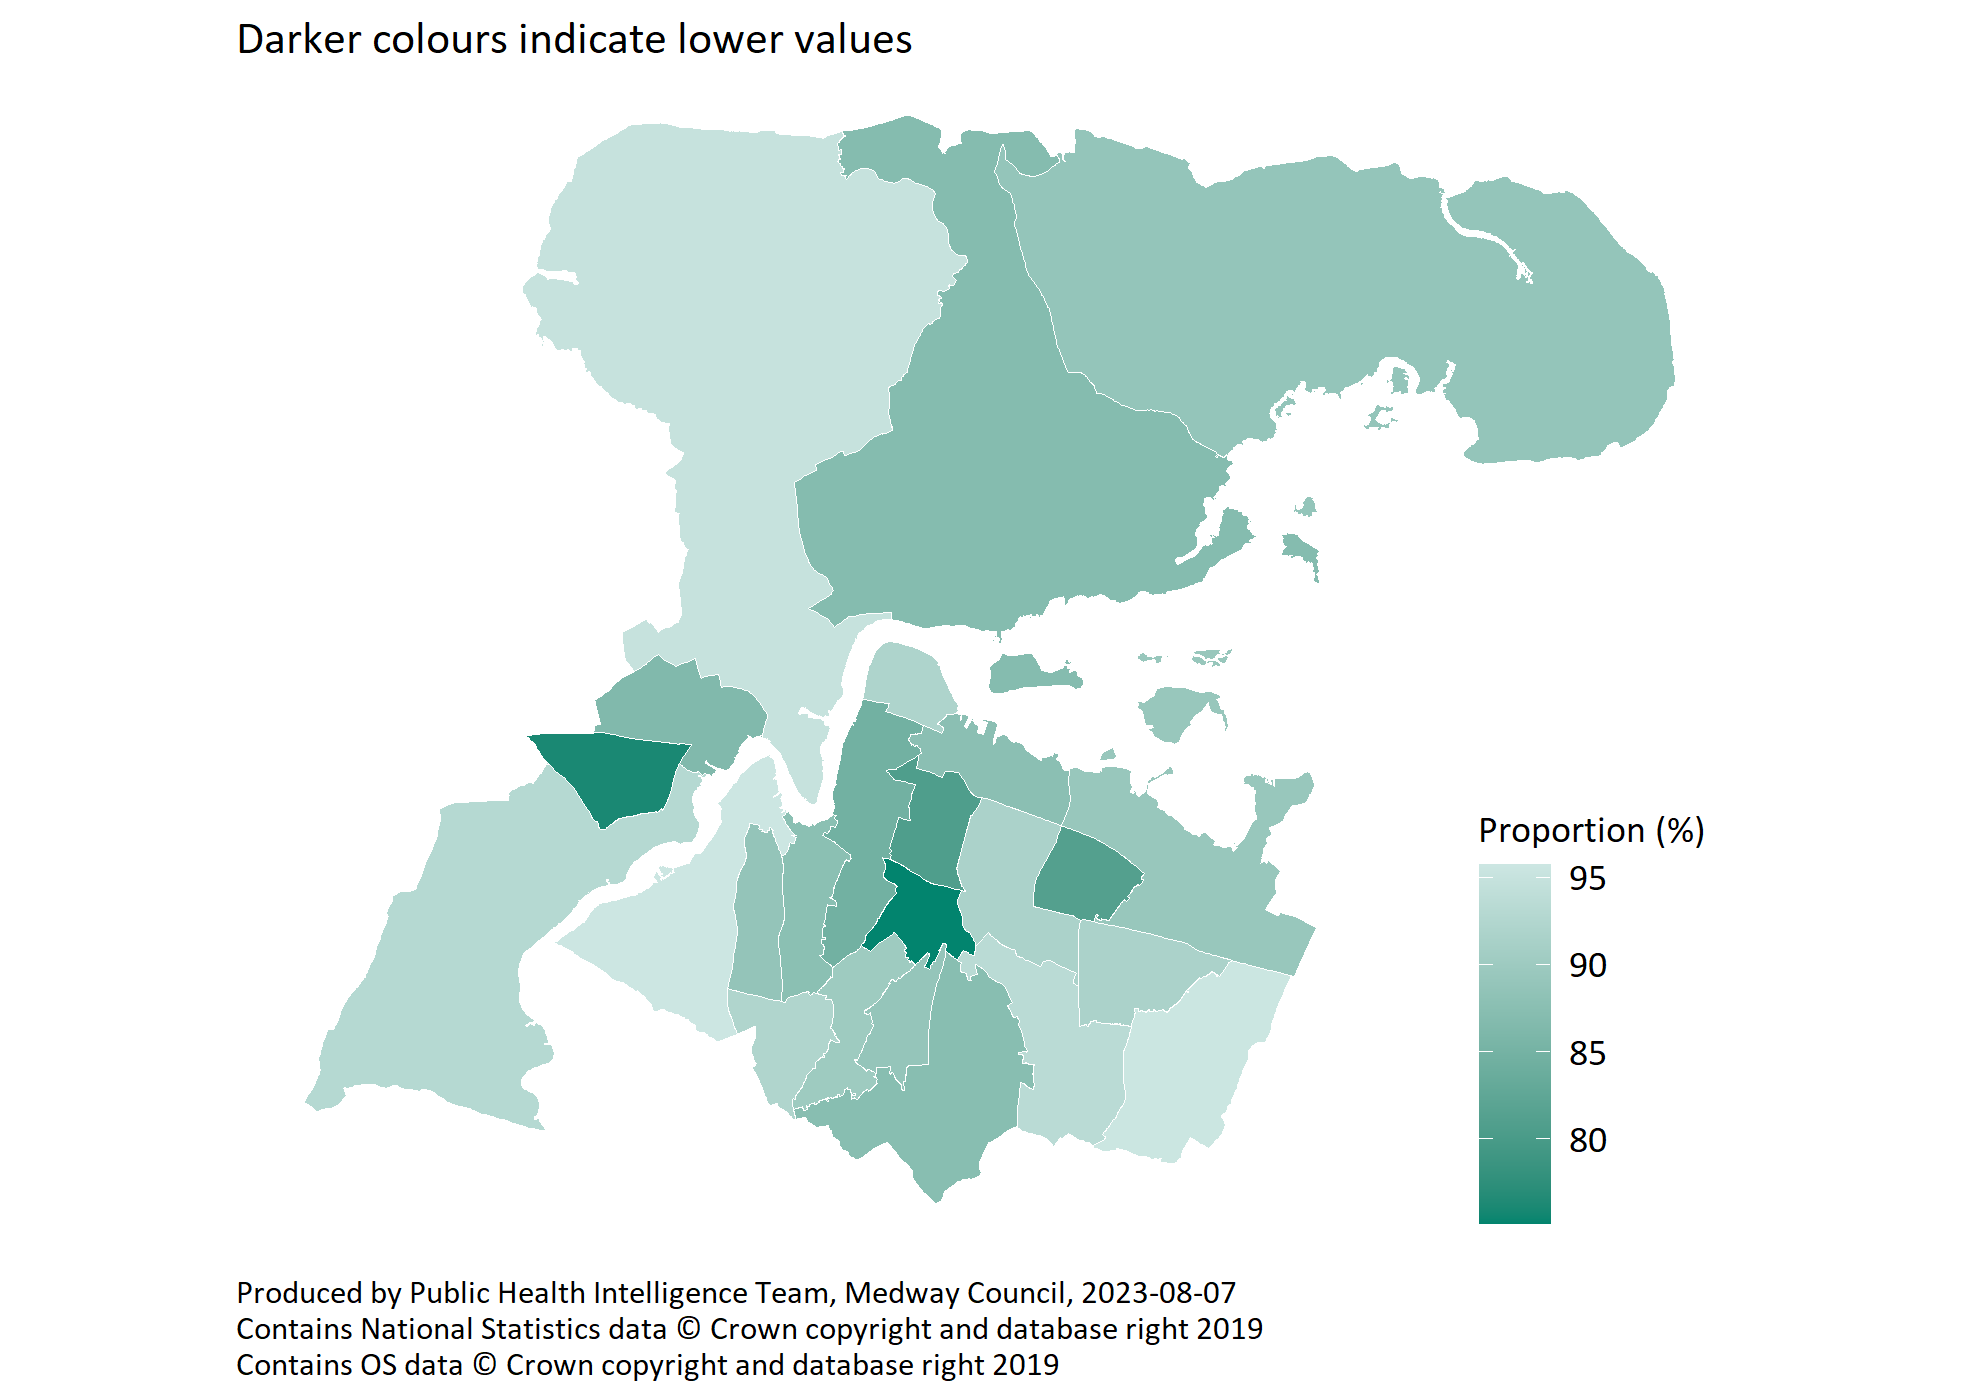 Darker colours indicate lower values
Proportion (%)
95
90
85
80
Produced by Public Health Intelligence Team, Medway Council, 2023-08-07
Contains National Statistics data © Crown copyright and database right 2019
Contains OS data © Crown copyright and database right 2019